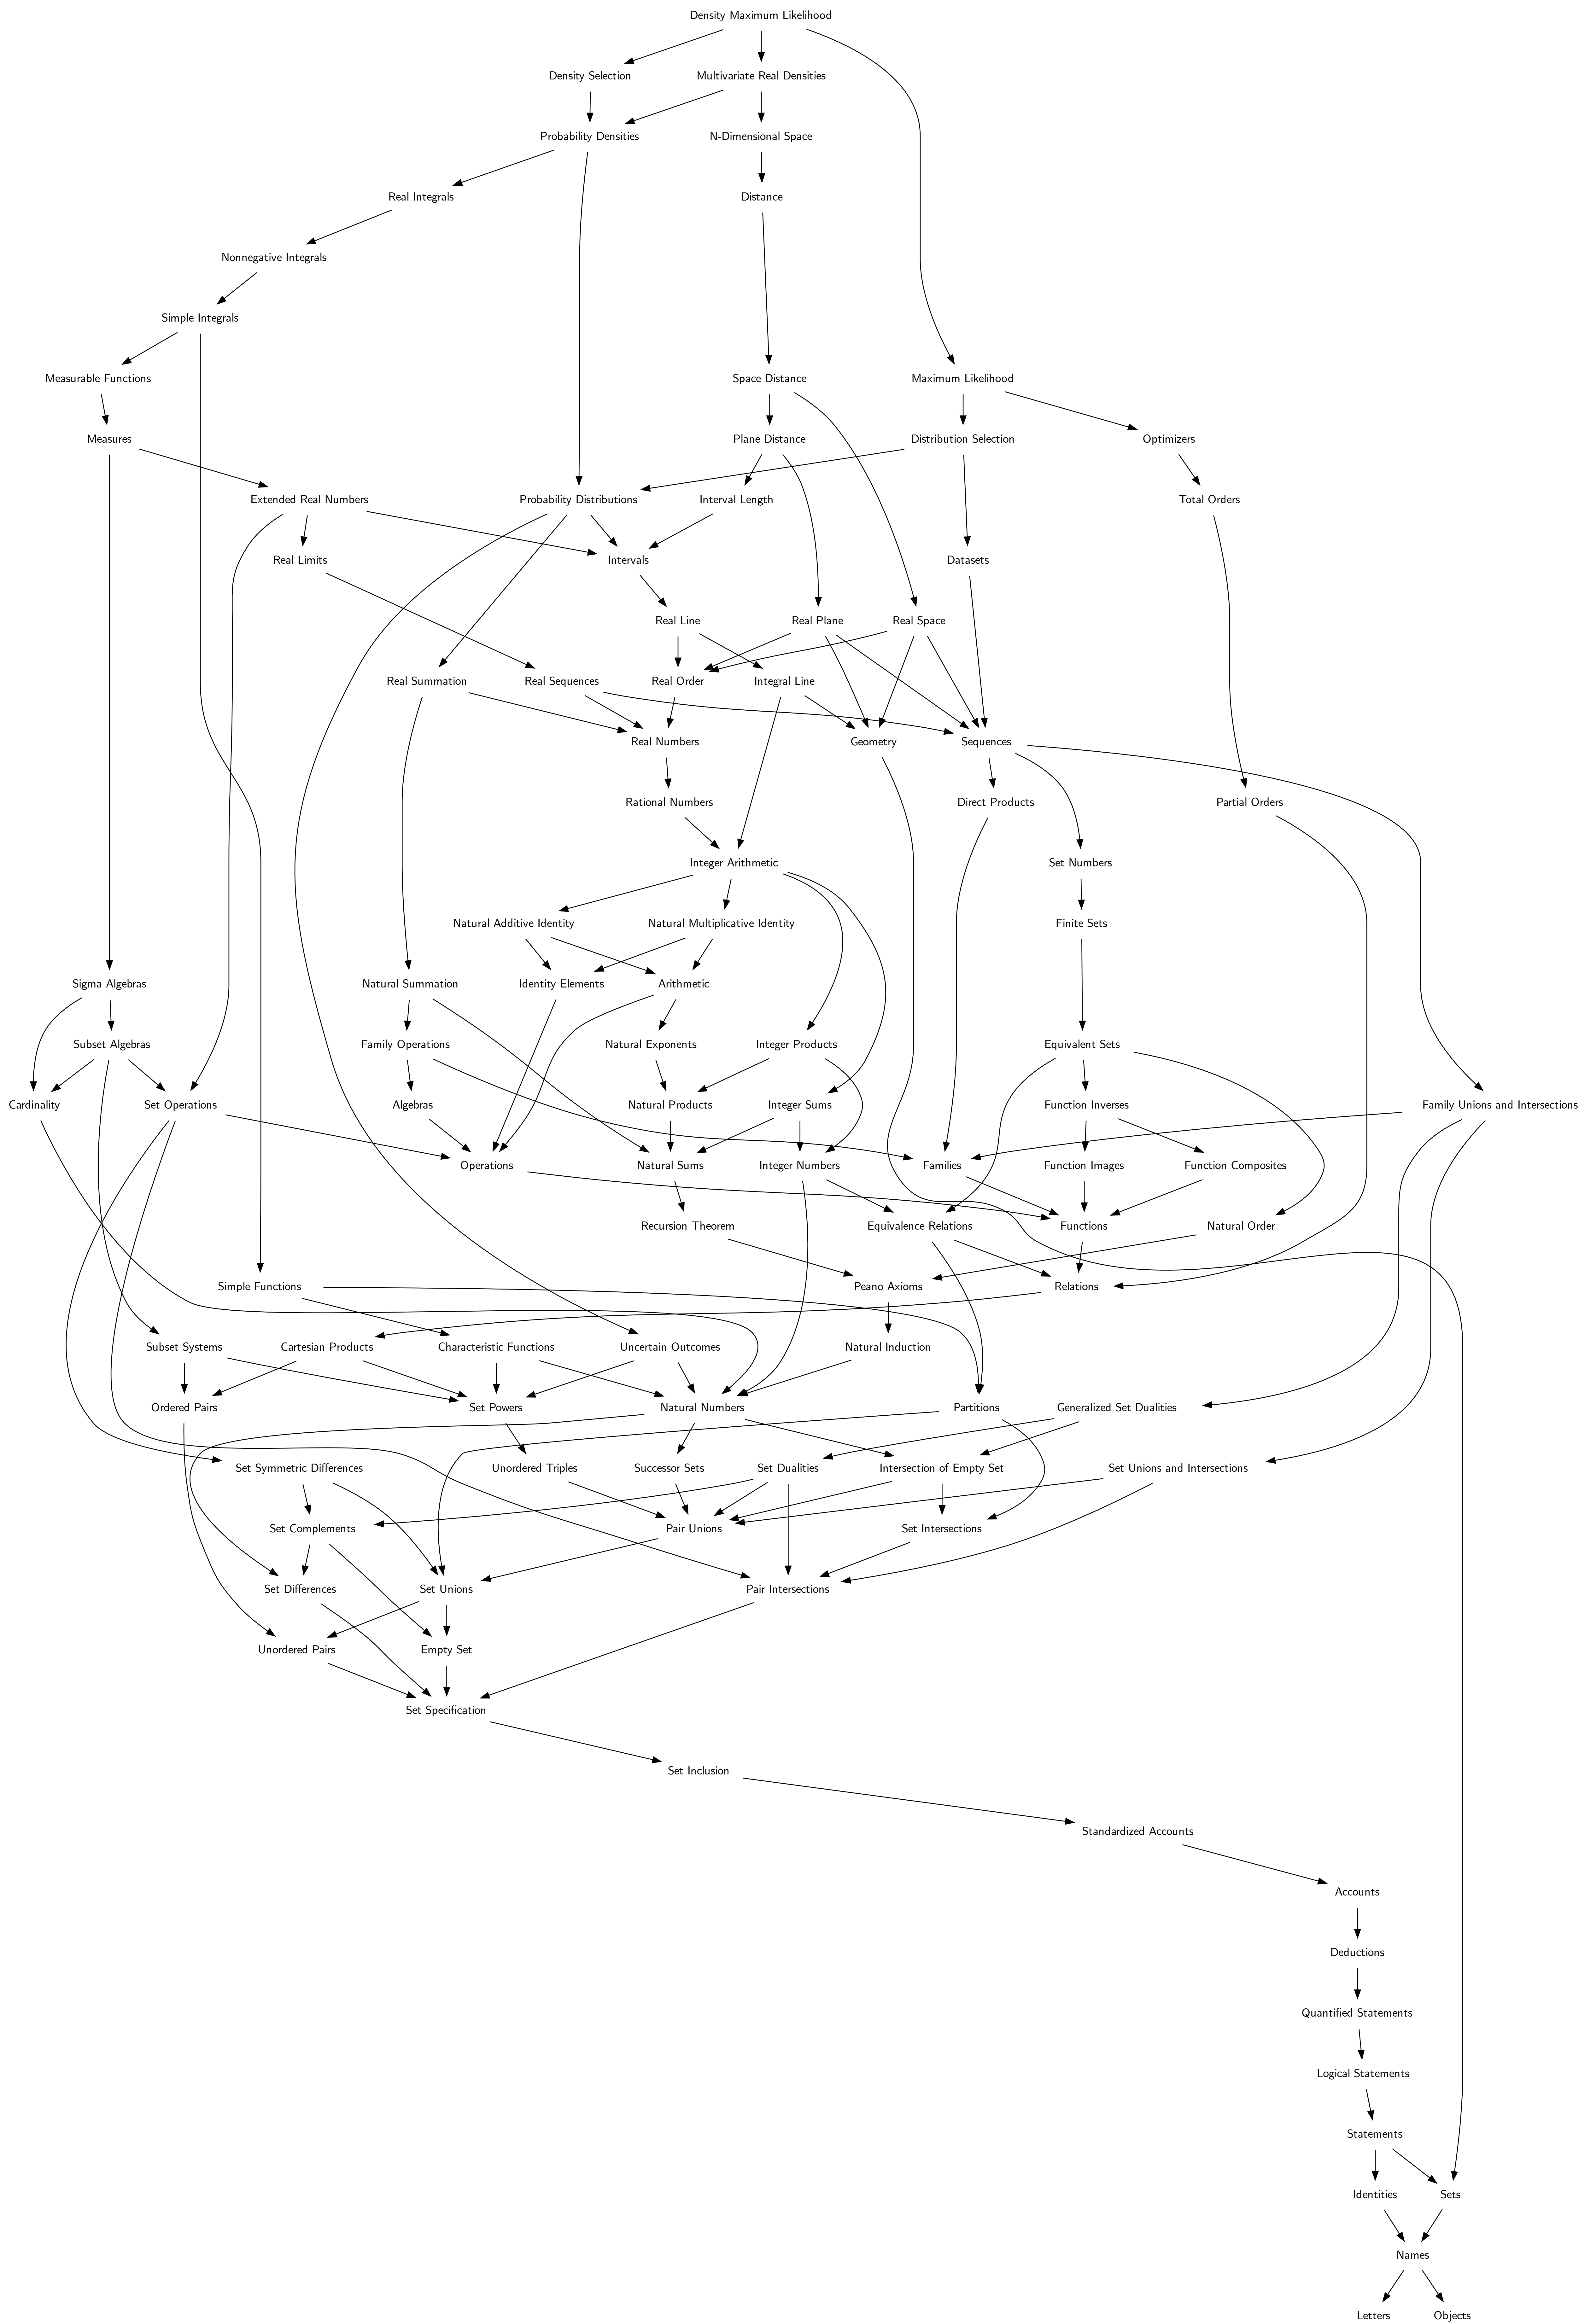 Density Maximum Likelihood
Density Selection
Multivariate Real Densities
Probability Densities
N-Dimensional Space
Real Integrals
Distance
Nonnegative Integrals
Simple Integrals
Measurable Functions
Space Distance
Maximum Likelihood
Measures
Plane Distance
Distribution Selection
Optimizers
Extended Real Numbers
Probability Distributions
Interval Length
Total Orders
Real Limits
Intervals
Datasets
Real Line
Real Plane
Real Space
Real Summation
Real Sequences
Real Order
Integral Line
Real Numbers
Geometry
Sequences
Rational Numbers
Direct Products
Partial Orders
Integer Arithmetic
Set Numbers
Natural Additive Identity
Natural Multiplicative Identity
Finite Sets
Sigma Algebras
Natural Summation
Identity Elements
Arithmetic
Subset Algebras
Family Operations
Natural Exponents
Integer Products
Equivalent Sets
Cardinality
Set Operations
Algebras
Natural Products
Integer Sums
Function Inverses
Family Unions and Intersections
Operations
Natural Sums
Integer Numbers
Families
Function Images
Function Composites
Recursion Theorem
Equivalence Relations
Functions
Natural Order
Simple Functions
Peano Axioms
Relations
Subset Systems
Cartesian Products
Characteristic Functions
Uncertain Outcomes
Natural Induction
Ordered Pairs
Set Powers
Natural Numbers
Partitions
Generalized Set Dualities
Set Symmetric Differences
Unordered Triples
Successor Sets
Set Dualities
Intersection of Empty Set
Set Unions and Intersections
Set Complements
Pair Unions
Set Intersections
Set Differences
Set Unions
Pair Intersections
Unordered Pairs
Empty Set
Set Specification
Set Inclusion
Standardized Accounts
Accounts
Deductions
Quantified Statements
Logical Statements
Statements
Identities
Sets
Names
Letters
Objects